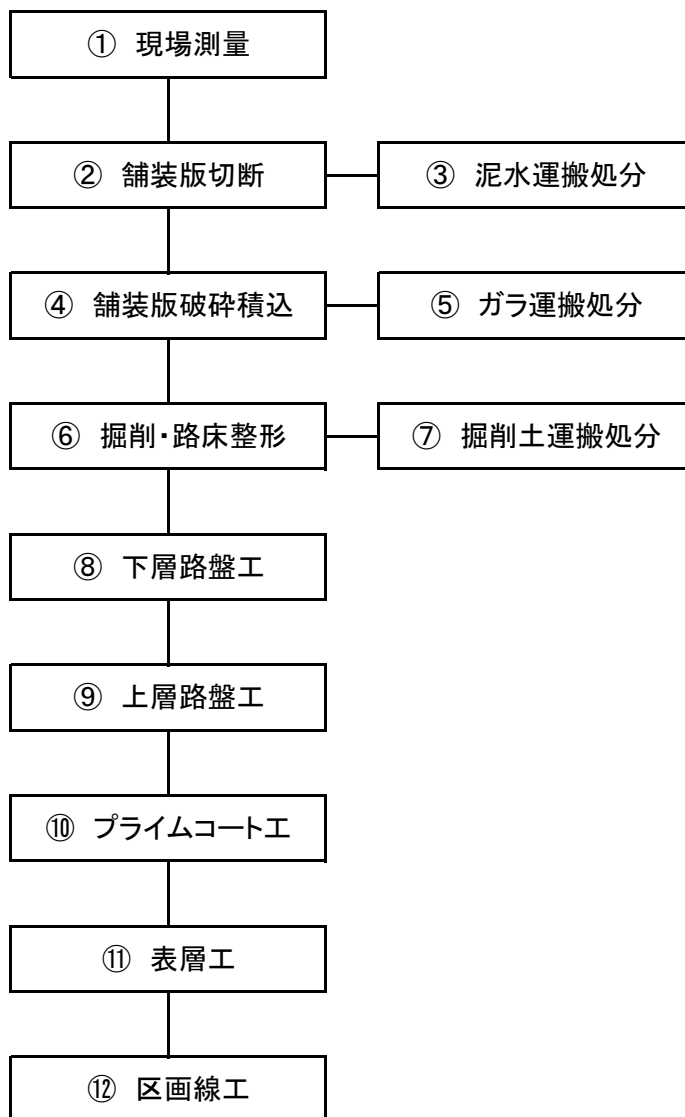 ① 現場測量
② 舗装版切断
③ 泥水運搬処分
④ 舗装版破砕積込
⑤ ガラ運搬処分
⑥ 掘削・路床整形
⑦ 掘削土運搬処分
⑧ 下層路盤工
⑨ 上層路盤工
⑩ プライムコート工
⑪ 表層工
⑫ 区画線工